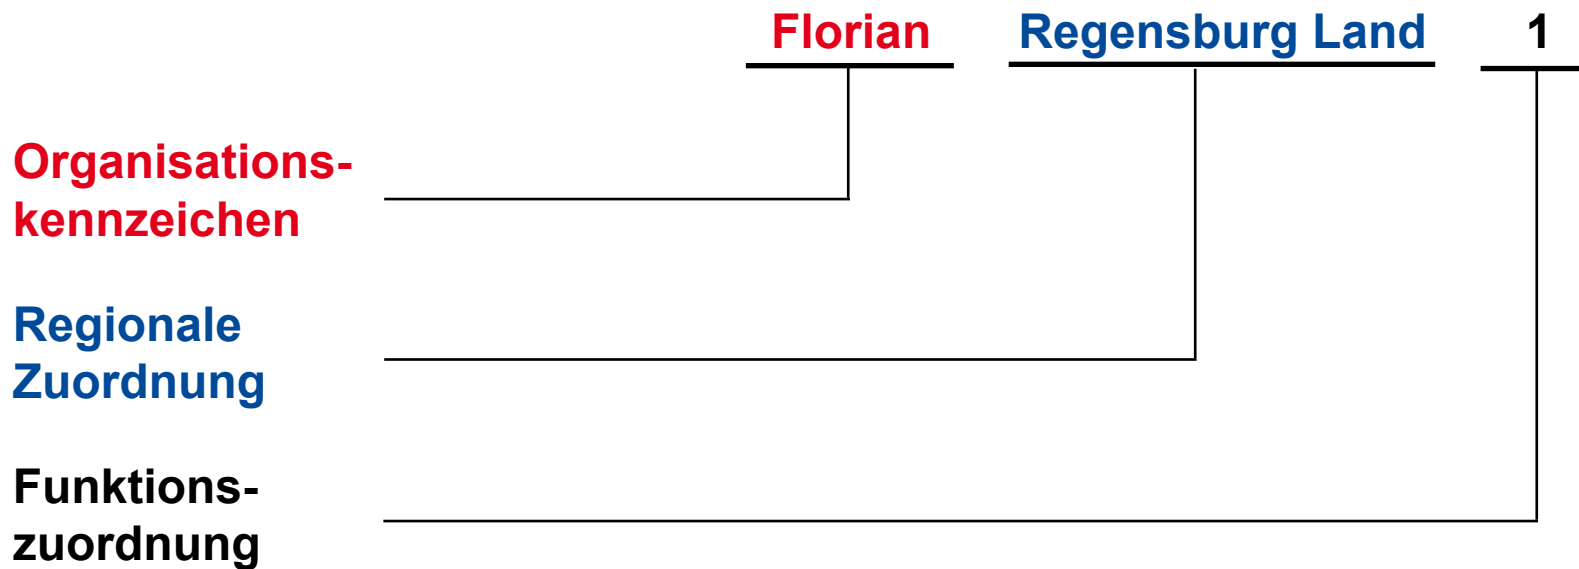 Florian Regensburg Land 1
Organisations-
kennzeichen
Regionale
Zuordnung
Funktions-
zuordnung